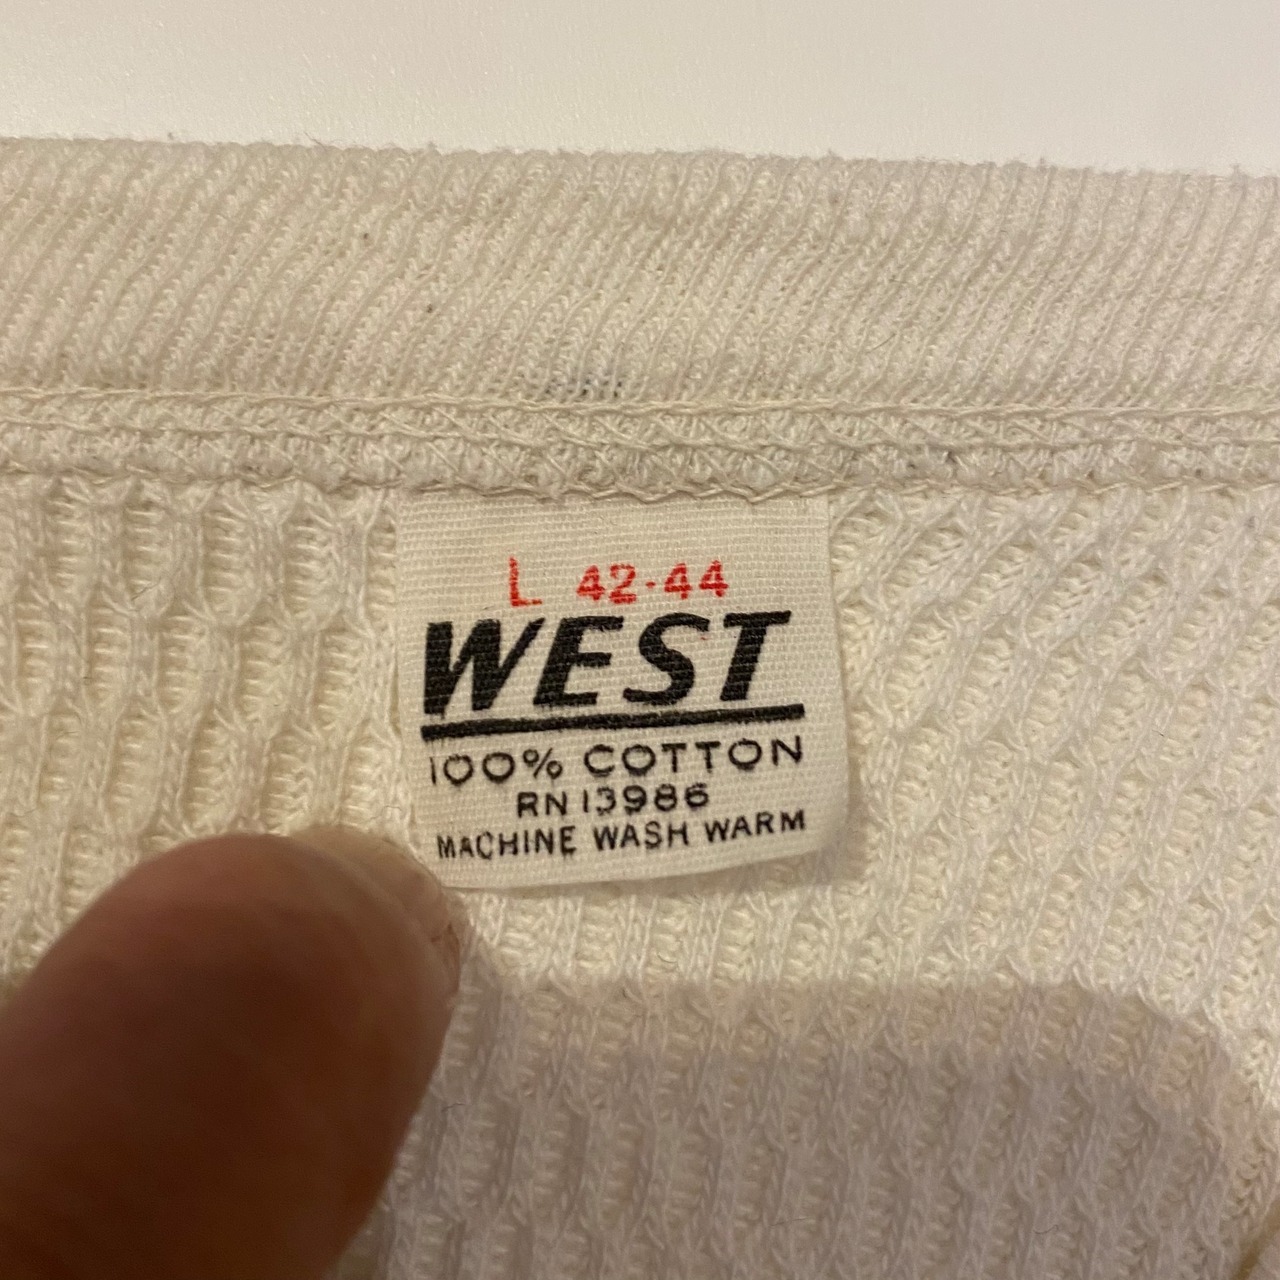 L 42-44
WEST
100% COTTON
RN 13986
MACHINE WASH WARM